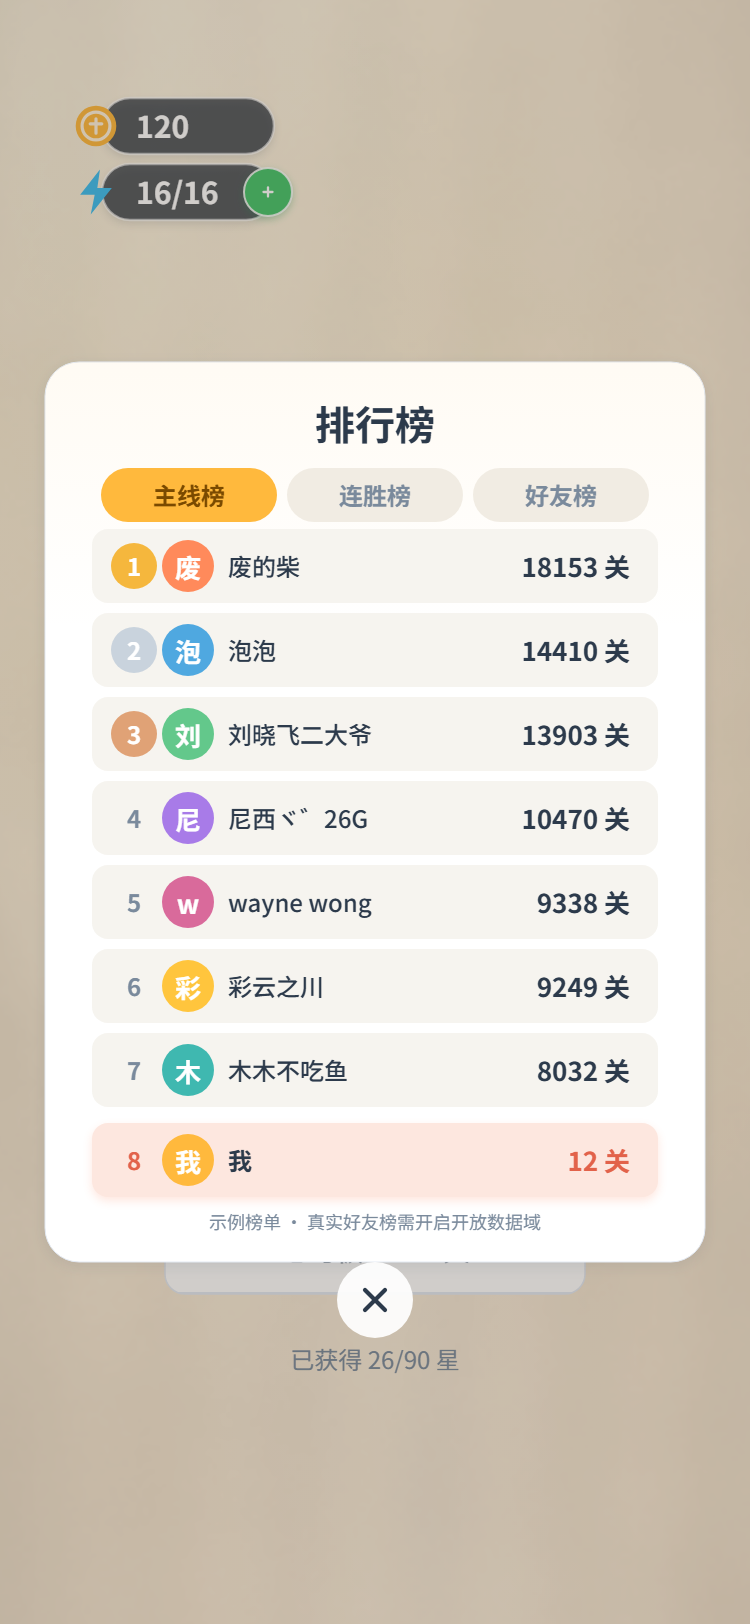 120
16/16
+
排行榜
主线榜 连胜榜 好友榜
1 废 废的柴 18153 关
2 泡 泡泡 14410 关
3 刘 刘晓飞二大爷 13903 关
4 尼 尼西ヾ゛26G 10470 关
5 w wayne wong 9338 关
6 彩 彩云之川 9249 关
7 木 木木不吃鱼 8032 关
8 我 我 12 关
示例榜单 · 真实好友榜需开启开放数据域
已获得 26/90 星